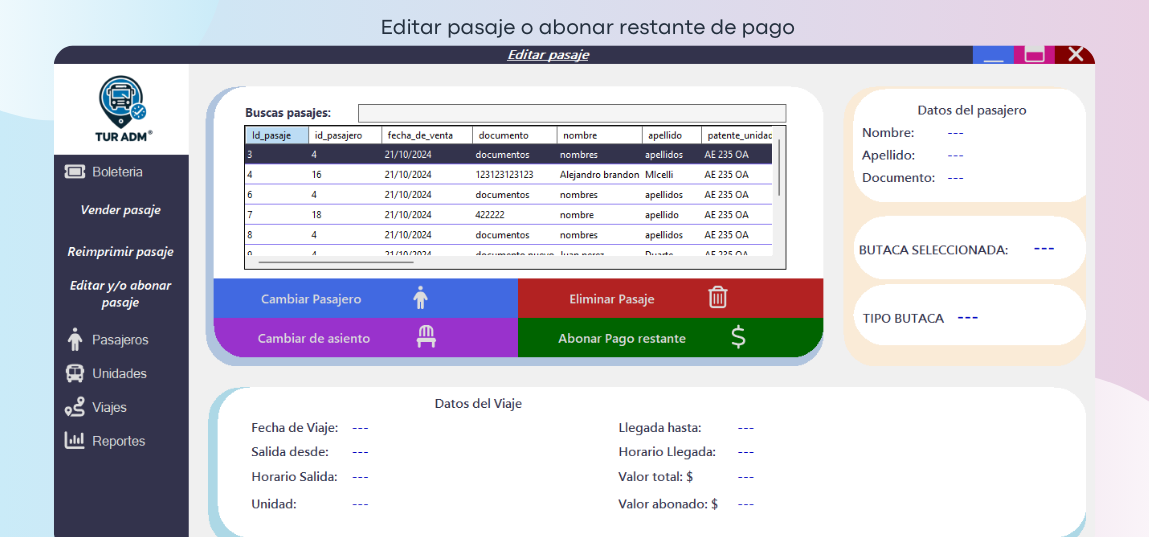 Editar pasaje o abonar restante de pago
Editar pasaje
TUR ADM®
Boleteria
Vender pasaje
Reimprimir pasaje
Editar y/o abonar
pasaje
Pasajeros
Unidades
Viajes
Reportes
Buscas pasajes:
Id_pasaje id_pasajero fecha_de_venta documento nombre apellido patente_unidad
3 4 21/10/2024 documentos nombres apellidos AE 235 OA
4 16 21/10/2024 123123123123 Alejandro brandon MIcelli AE 235 OA
6 4 21/10/2024 documentos nombres apellidos AE 235 OA
7 18 21/10/2024 422222 nombre apellido AE 235 OA
8 4 21/10/2024 documentos nombres apellidos AE 235 OA
9 4 21/10/2024 documento nuevo Juan perez Duarte AE 235 OA
Cambiar Pasajero
Eliminar Pasaje
Cambiar de asiento
Abonar Pago restante
Datos del pasajero
Nombre: ---
Apellido: ---
Documento: ---
BUTACA SELECCIONADA: ---
TIPO BUTACA ---
Datos del Viaje
Fecha de Viaje: ---
Salida desde: ---
Horario Salida: ---
Unidad: ---
Llegada hasta: ---
Horario Llegada: ---
Valor total: $ ---
Valor abonado: $ ---